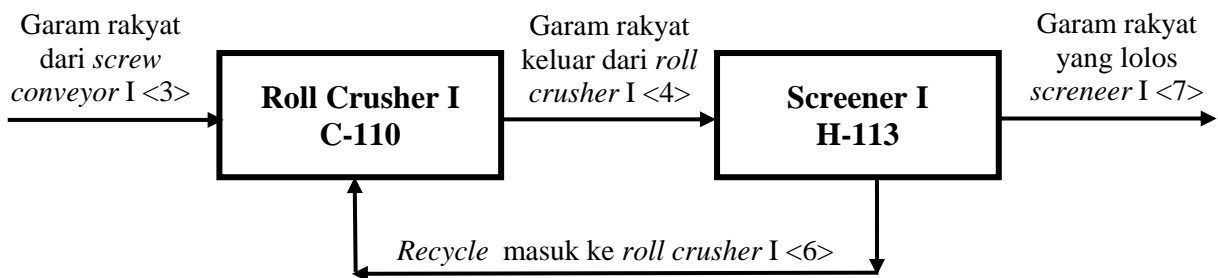 Garam rakyat
dari screw
conveyor I <3>
Roll Crusher I
C-110
Garam rakyat
keluar dari roll
crusher I <4>
Screener I
H-113
Garam rakyat
yang lolos
screneer I <7>
Recycle masuk ke roll crusher I <6>